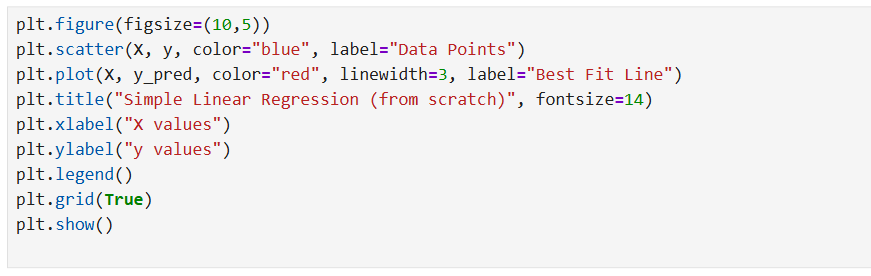 plt.figure(figsize=(10,5))
plt.scatter(X, y, color="blue", label="Data Points")
plt.plot(X, y_pred, color="red", linewidth=3, label="Best Fit Line")
plt.title("Simple Linear Regression (from scratch)", fontsize=14)
plt.xlabel("X values")
plt.ylabel("y values")
plt.legend()
plt.grid(True)
plt.show()